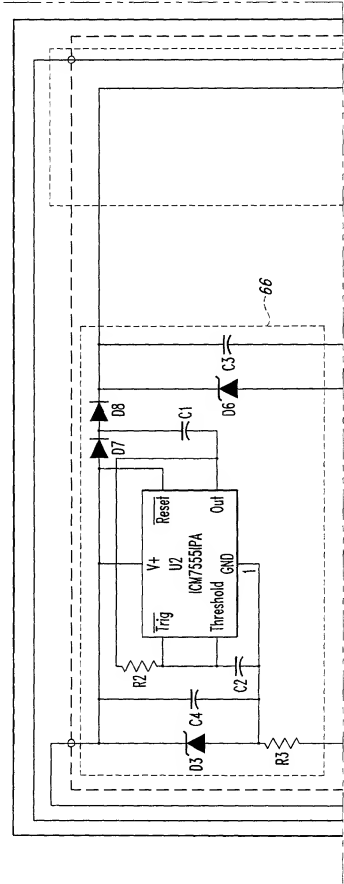 66
D8
D7
C1
C3
D6
Reset
Out
V+
U2
ICM7555IPA
GND
1
Trig
Threshold
R2
C2
C4
D3
R3